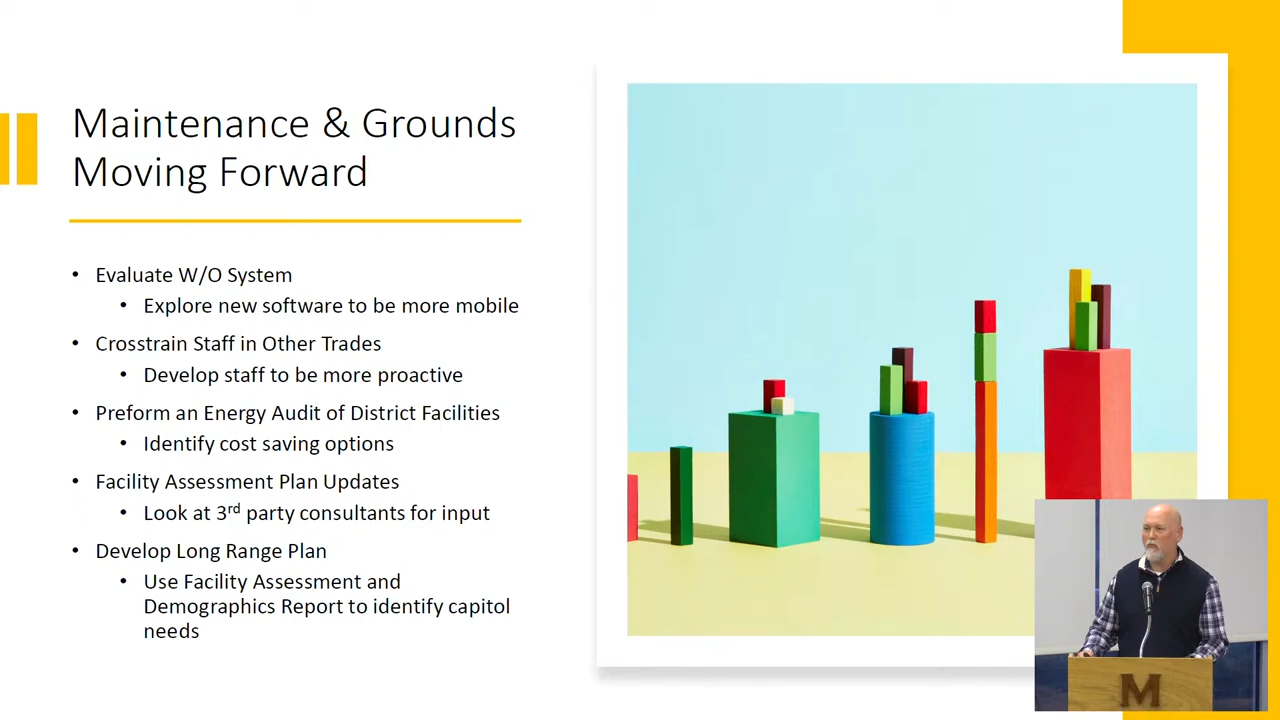 Maintenance & Grounds
Moving Forward
• Evaluate W/O System
• Explore new software to be more mobile
• Crosstrain Staff in Other Trades
• Develop staff to be more proactive
• Preform an Energy Audit of District Facilities
• Identify cost saving options
• Facility Assessment Plan Updates
• Look at 3rd party consultants for input
• Develop Long Range Plan
• Use Facility Assessment and
Demographics Report to identify capitol
needs
M